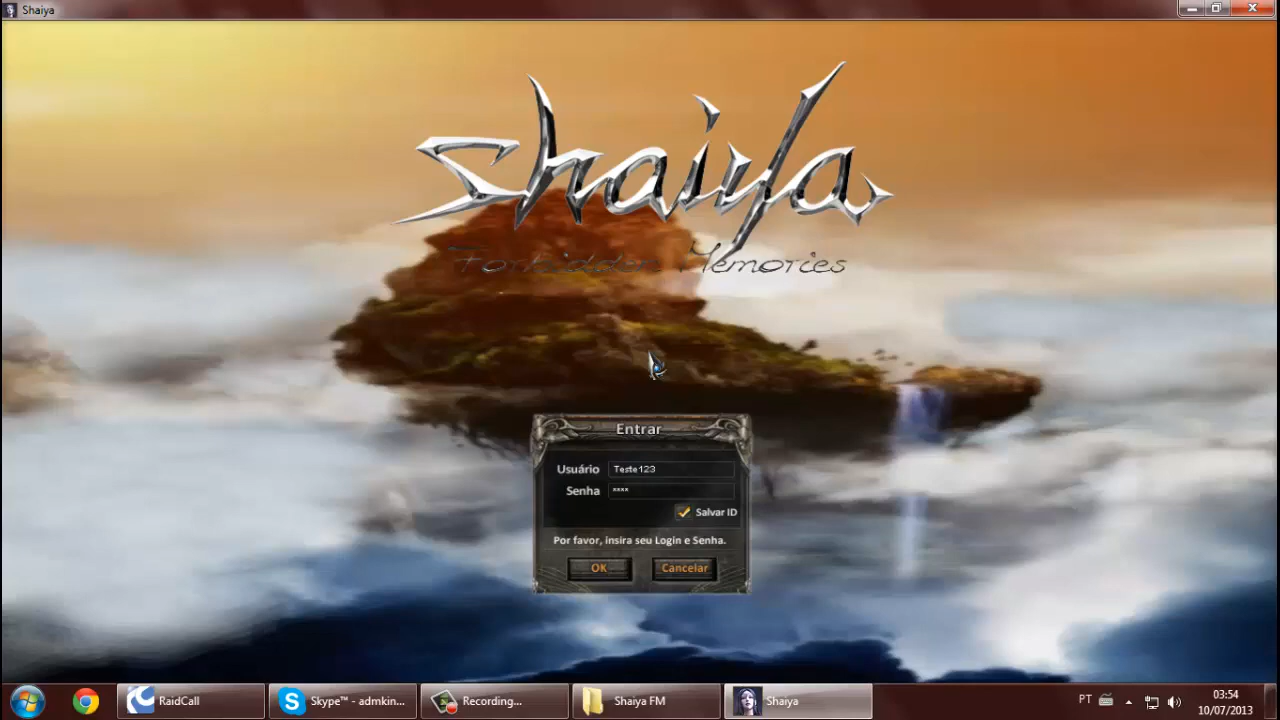 Shaiya
Shaiya
Forbidden Memories
Entrar
Usuário Teste123
Senha ****
Salvar ID
Por favor, insira seu Login e Senha.
OK Cancelar
RaidCall
Skype™ - admkin...
Recording...
Shaiya FM
Shaiya
PT
03:54
10/07/2013